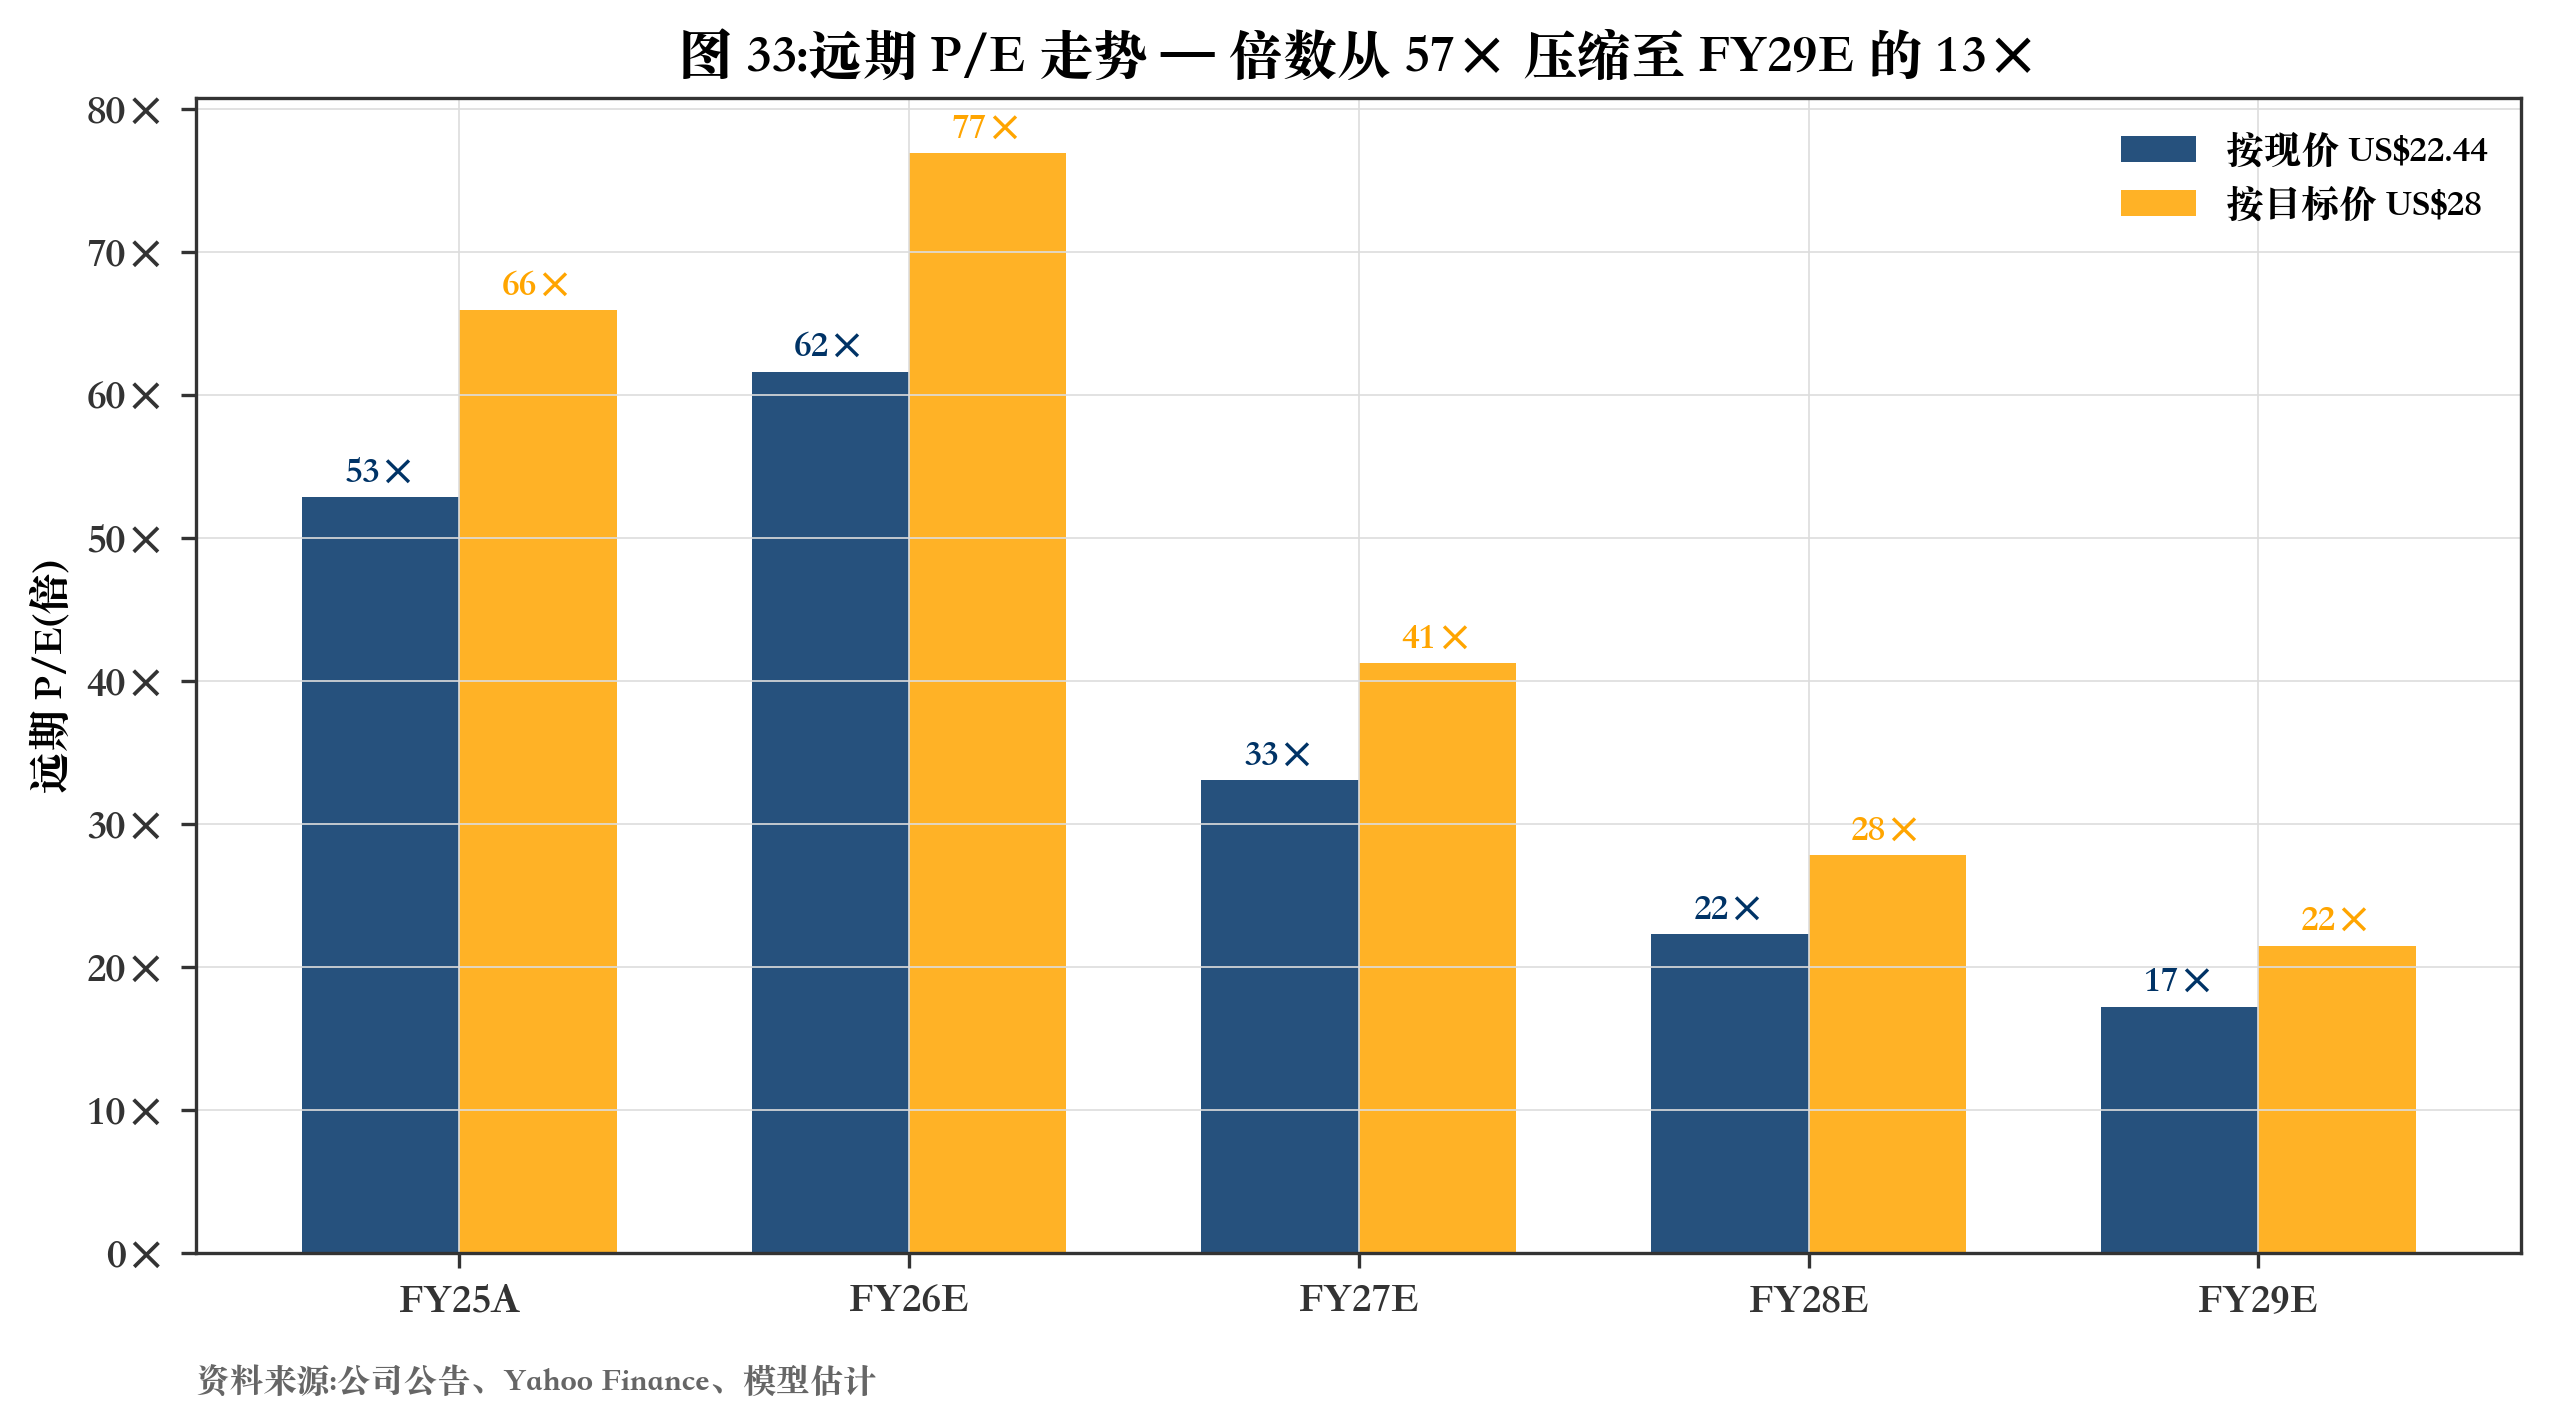 图 33:远期 P/E 走势 — 倍数从 57× 压缩至 FY29E 的 13×
按现价 US$22.44
按目标价 US$28
远期 P/E(倍)
80×
70×
60×
50×
40×
30×
20×
10×
0×
53×
66×
62×
77×
33×
41×
22×
28×
17×
22×
FY25A
FY26E
FY27E
FY28E
FY29E
资料来源:公司公告、Yahoo Finance、模型估计